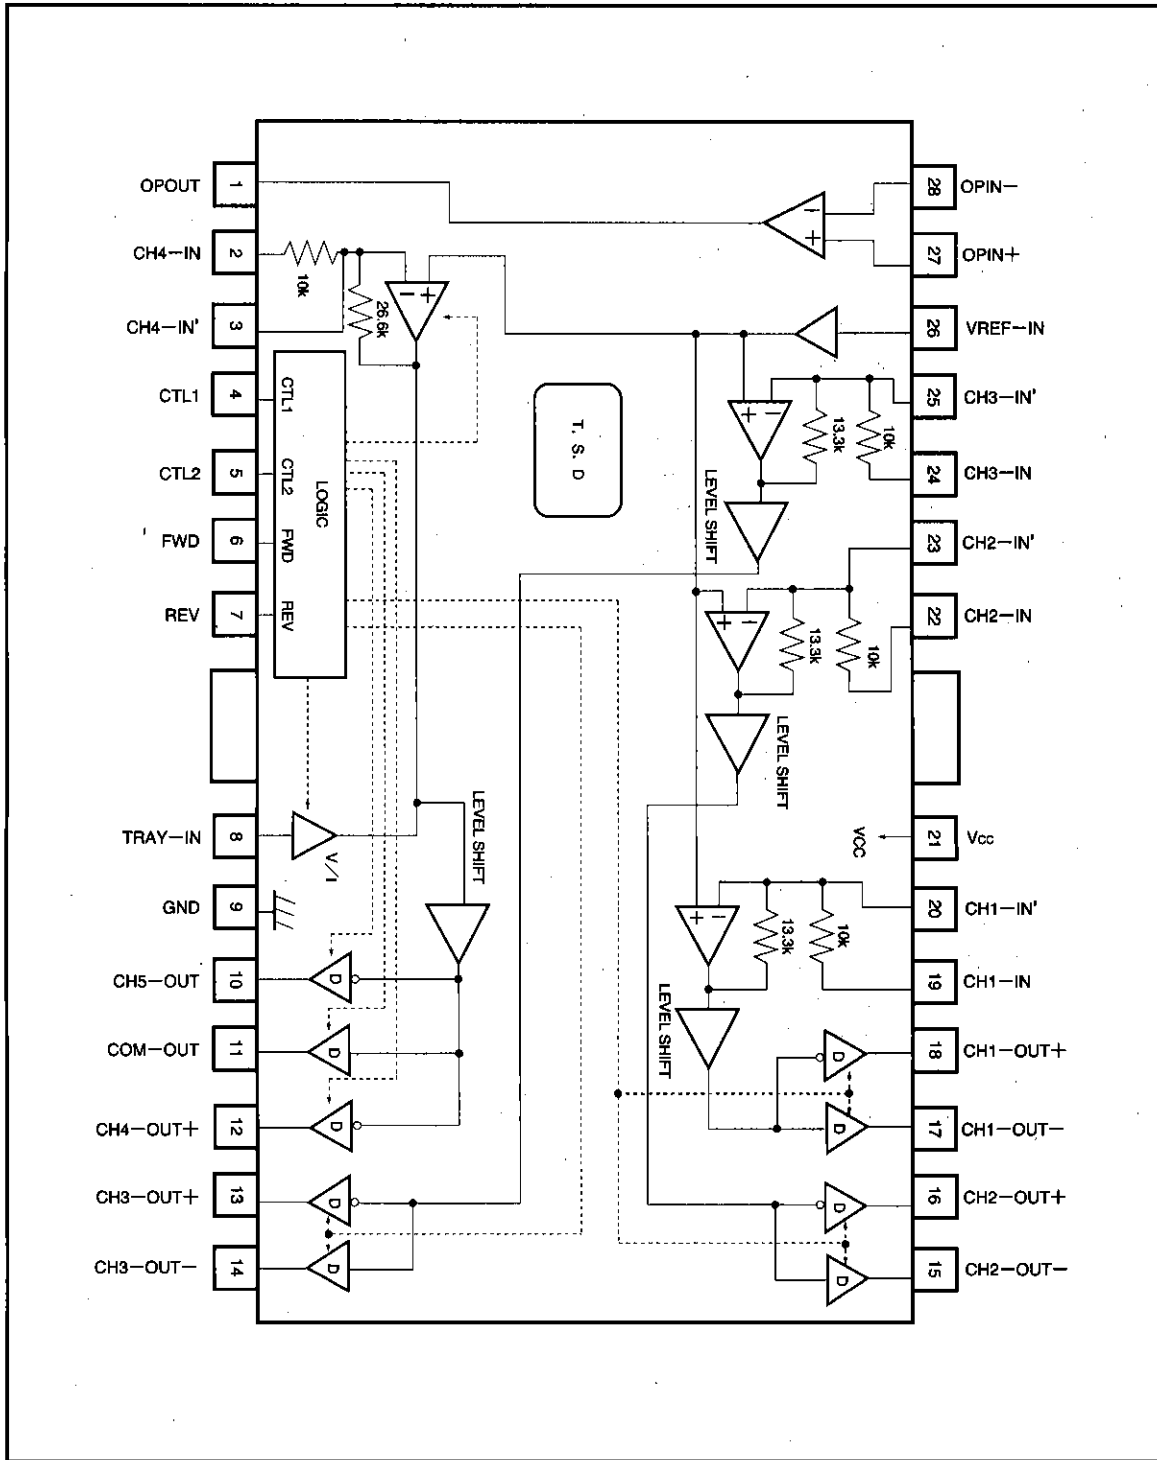 OPOUT 1
CH4-IN 2
CH4-IN' 3
CTL1 4
CTL2 5
FWD 6
REV 7
TRAY-IN 8
GND 9
CH5-OUT 10
COM-OUT 11
CH4-OUT+ 12
CH3-OUT+ 13
CH3-OUT- 14
10k
26.6k
- +
CTL1
CTL2
FWD
REV
LOGIC
V/I
LEVEL SHIFT
D
D
D
D
D
T. S. D
28 OPIN-
27 OPIN+
26 VREF-IN
25 CH3-IN'
24 CH3-IN
23 CH2-IN'
22 CH2-IN
21 Vcc
20 CH1-IN'
19 CH1-IN
18 CH1-OUT+
17 CH1-OUT-
16 CH2-OUT+
15 CH2-OUT-
-
+
+ -
13.3k
10k
LEVEL SHIFT
+ -
13.3k
10k
LEVEL SHIFT
VCC
+ -
13.3k
10k
LEVEL SHIFT
D
D
D
D